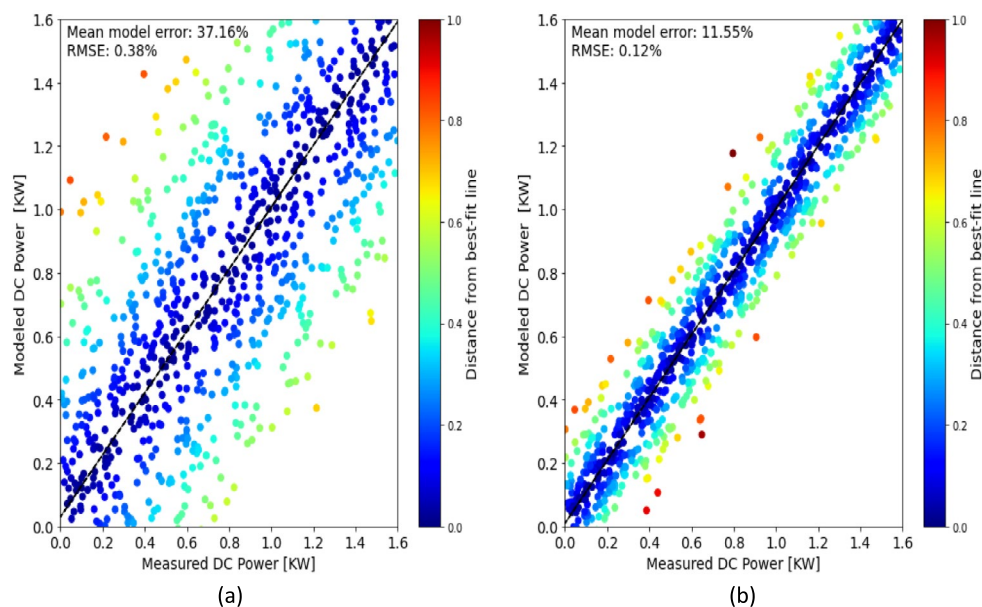 Mean model error: 37.16%
RMSE: 0.38%
Modeled DC Power [KW]
1.6
1.4
1.2
1.0
0.8
0.6
0.4
0.2
0.0
0.0 0.2 0.4 0.6 0.8 1.0 1.2 1.4 1.6
Measured DC Power [KW]
1.0
0.8
0.6
0.4
0.2
0.0
Distance from best-fit line
(a)
Mean model error: 11.55%
RMSE: 0.12%
Modeled DC Power [KW]
1.6
1.4
1.2
1.0
0.8
0.6
0.4
0.2
0.0
0.0 0.2 0.4 0.6 0.8 1.0 1.2 1.4 1.6
Measured DC Power [KW]
1.0
0.8
0.6
0.4
0.2
0.0
Distance from best-fit line
(b)